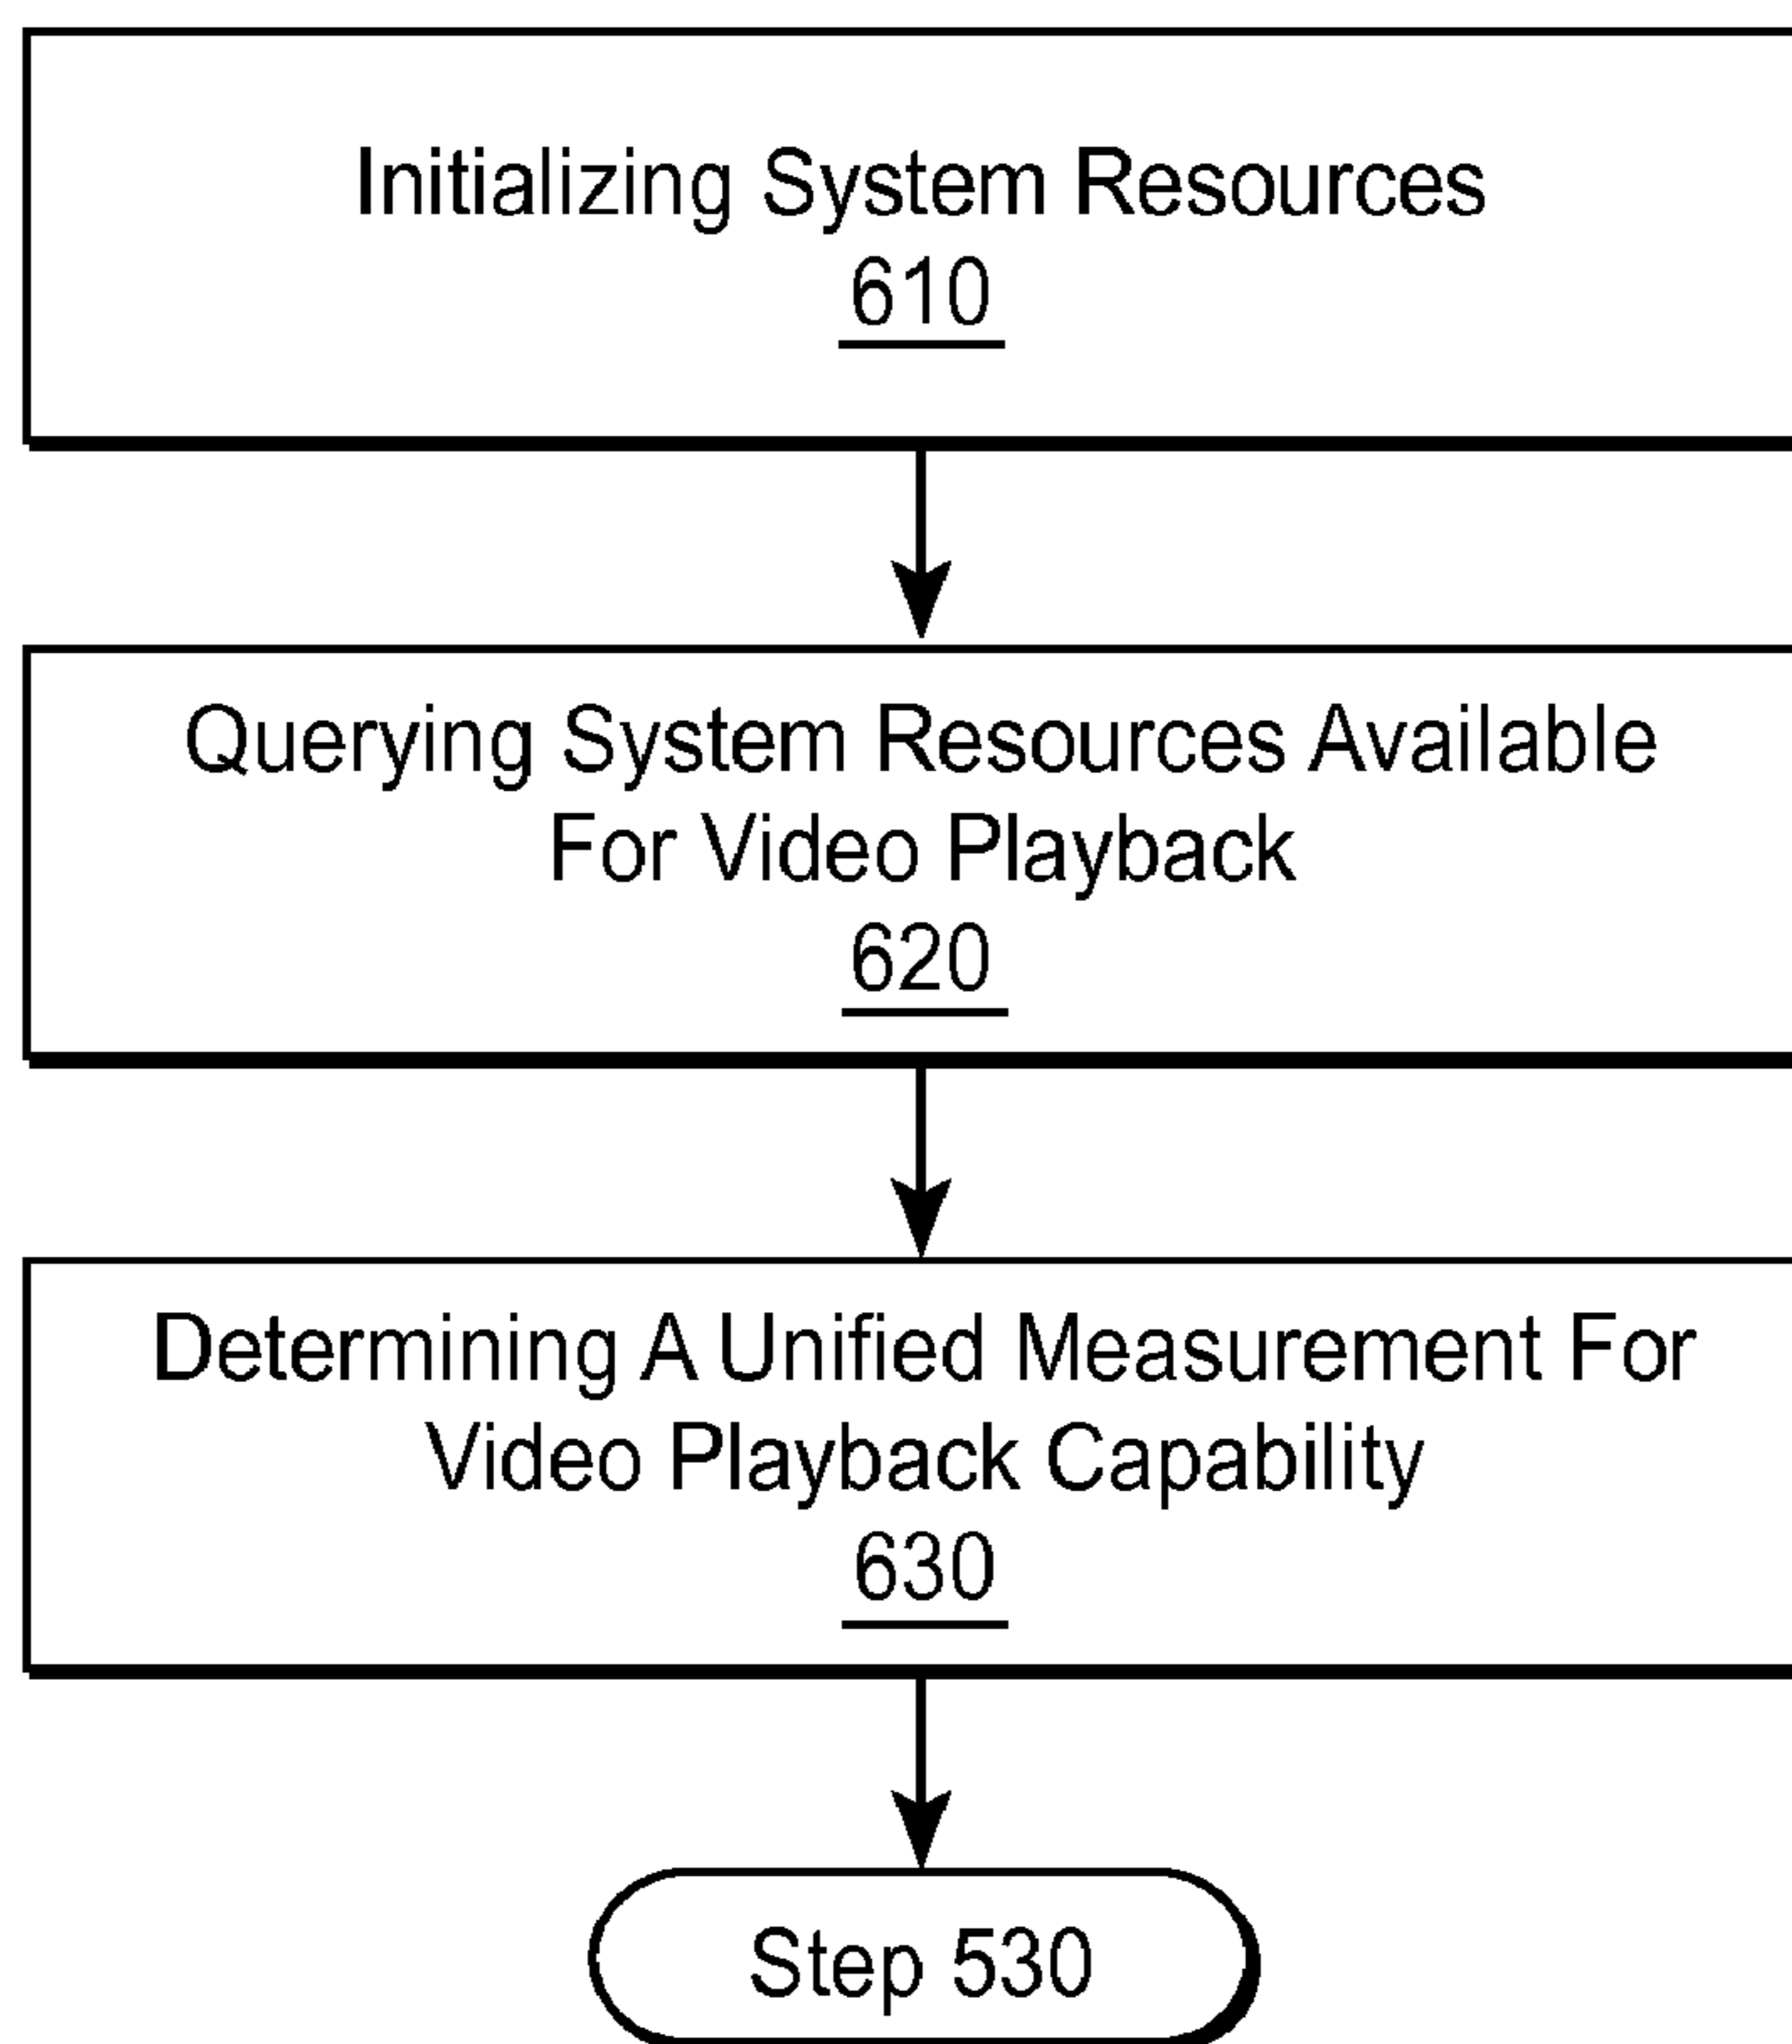 Initializing System Resources
610
Querying System Resources Available
For Video Playback
620
Determining A Unified Measurement For
Video Playback Capability
630
Step 530